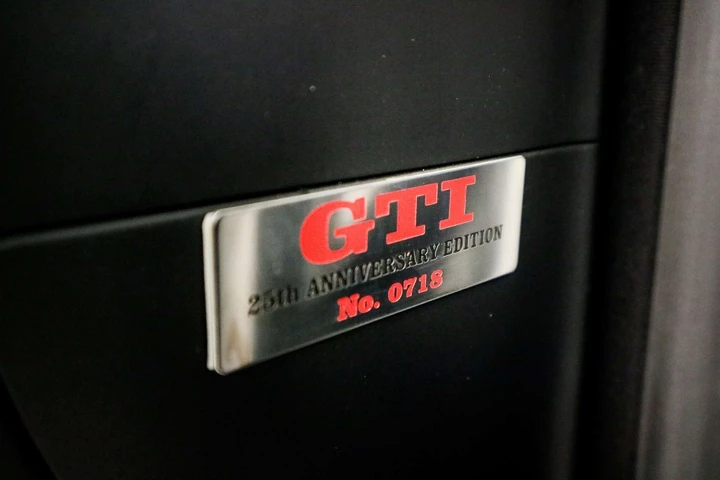 GTI
25th ANNIVERSARY EDITION
No. 0718